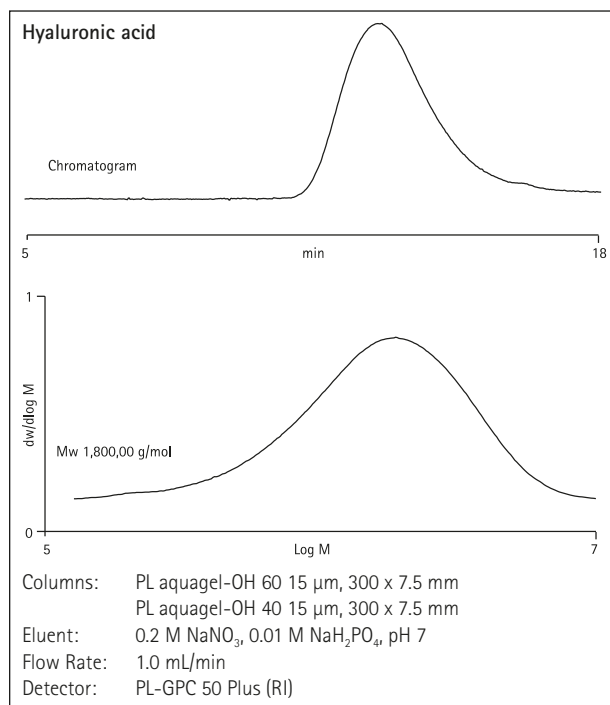 Hyaluronic acid
Chromatogram
5
min
18
1
dw/dlog M
Mw 1,800,00 g/mol
0
5
Log M
7
Columns: PL aquagel-OH 60 15 µm, 300 x 7.5 mm
PL aquagel-OH 40 15 µm, 300 x 7.5 mm
Eluent: 0.2 M NaNO₃, 0.01 M NaH₂PO₄, pH 7
Flow Rate: 1.0 mL/min
Detector: PL-GPC 50 Plus (RI)